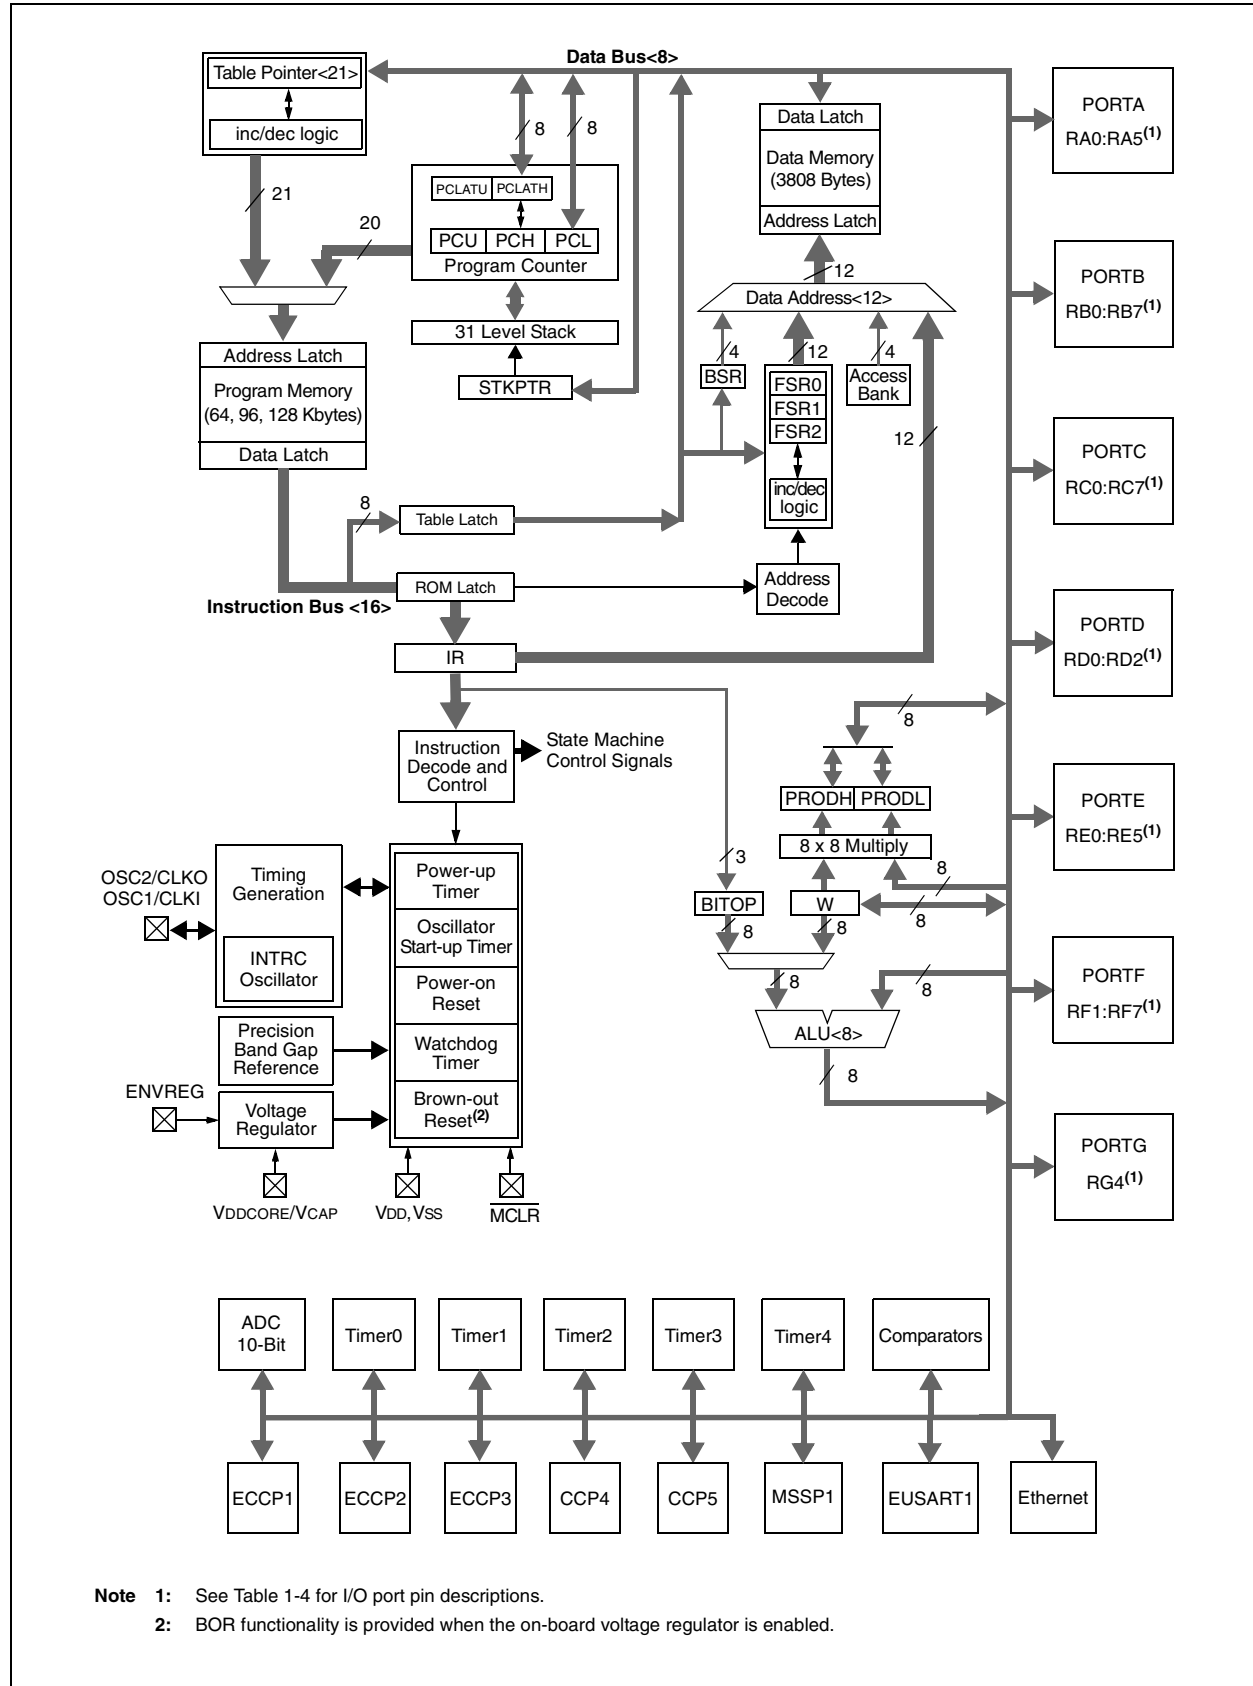 Data Bus<8>
Table Pointer<21>
inc/dec logic
21
20
8
8
PCLATU PCLATH
PCU PCH PCL
Program Counter
31 Level Stack
STKPTR
Data Latch
Data Memory
(3808 Bytes)
Address Latch
12
Data Address<12>
4
12
4
BSR
FSR0
FSR1
FSR2
inc/dec
logic
Access
Bank
12
Address Latch
Program Memory
(64, 96, 128 Kbytes)
Data Latch
8
Table Latch
ROM Latch
Instruction Bus <16>
Address
Decode
IR
Instruction
Decode and
Control
State Machine
Control Signals
8
PRODH PRODL
8 x 8 Multiply
3
BITOP
W
8
8
8
8
8
8
ALU<8>
8
OSC2/CLKO
OSC1/CLKI
Timing
Generation
INTRC
Oscillator
Power-up
Timer
Oscillator
Start-up Timer
Power-on
Reset
Watchdog
Timer
Brown-out
Reset(2)
Precision
Band Gap
Reference
ENVREG
Voltage
Regulator
VDDCORE/VCAP
VDD, VSS
MCLR
PORTA
RA0:RA5(1)
PORTB
RB0:RB7(1)
PORTC
RC0:RC7(1)
PORTD
RD0:RD2(1)
PORTE
RE0:RE5(1)
PORTF
RF1:RF7(1)
PORTG
RG4(1)
ADC
10-Bit
Timer0
Timer1
Timer2
Timer3
Timer4
Comparators
ECCP1
ECCP2
ECCP3
CCP4
CCP5
MSSP1
EUSART1
Ethernet
Note 1: See Table 1-4 for I/O port pin descriptions.
2: BOR functionality is provided when the on-board voltage regulator is enabled.